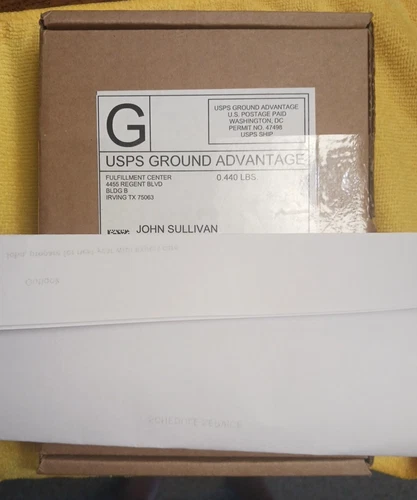 G
USPS GROUND ADVANTAGE
U.S. POSTAGE PAID
WASHINGTON, DC
PERMIT NO. 47498
USPS SHIP
USPS GROUND ADVANTAGE
FULFILLMENT CENTER
4455 REGENT BLVD
BLDG B
IRVING TX 75063
0.440 LBS
JOHN SULLIVAN